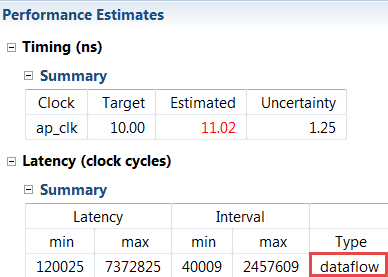 Performance Estimates
Timing (ns)
Summary
Clock Target Estimated Uncertainty
ap_clk 10.00 11.02 1.25
Latency (clock cycles)
Summary
Latency Interval
min max min max Type
120025 7372825 40009 2457609 dataflow